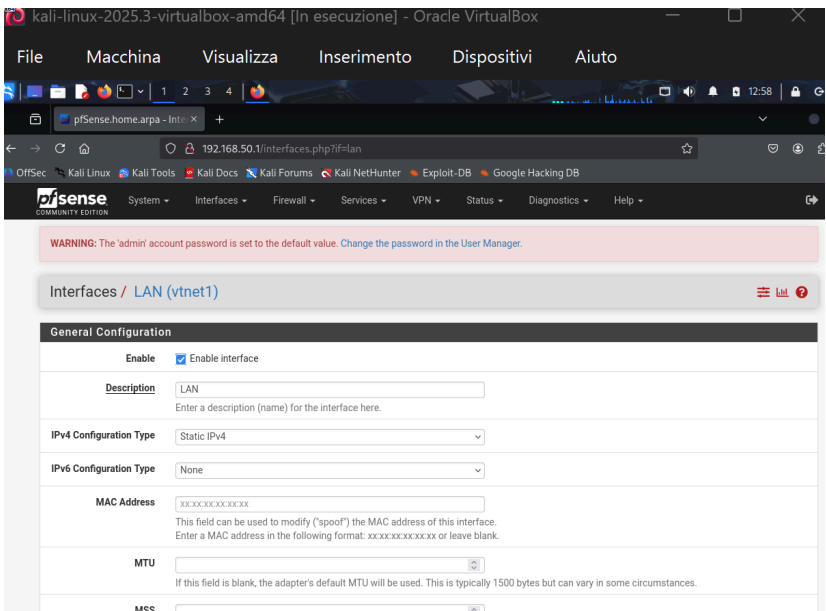 kali-linux-2025.3-virtualbox-amd64 [In esecuzione] - Oracle VirtualBox
File Macchina Visualizza Inserimento Dispositivi Aiuto
1 2 3 4 12:58
pfSense.home.arpa - Inte
192.168.50.1/interfaces.php?if=lan
OffSec Kali Linux Kali Tools Kali Docs Kali Forums Kali NetHunter Exploit-DB Google Hacking DB
pfsense System Interfaces Firewall Services VPN Status Diagnostics Help
COMMUNITY EDITION
WARNING: The 'admin' account password is set to the default value. Change the password in the User Manager.
Interfaces / LAN (vtnet1)
General Configuration
Enable Enable interface
Description LAN
Enter a description (name) for the interface here.
IPv4 Configuration Type Static IPv4
IPv6 Configuration Type None
MAC Address xx:xx:xx:xx:xx:xx
This field can be used to modify ("spoof") the MAC address of this interface.
Enter a MAC address in the following format: xx:xx:xx:xx:xx:xx or leave blank.
MTU
If this field is blank, the adapter's default MTU will be used. This is typically 1500 bytes but can vary in some circumstances.
MSS